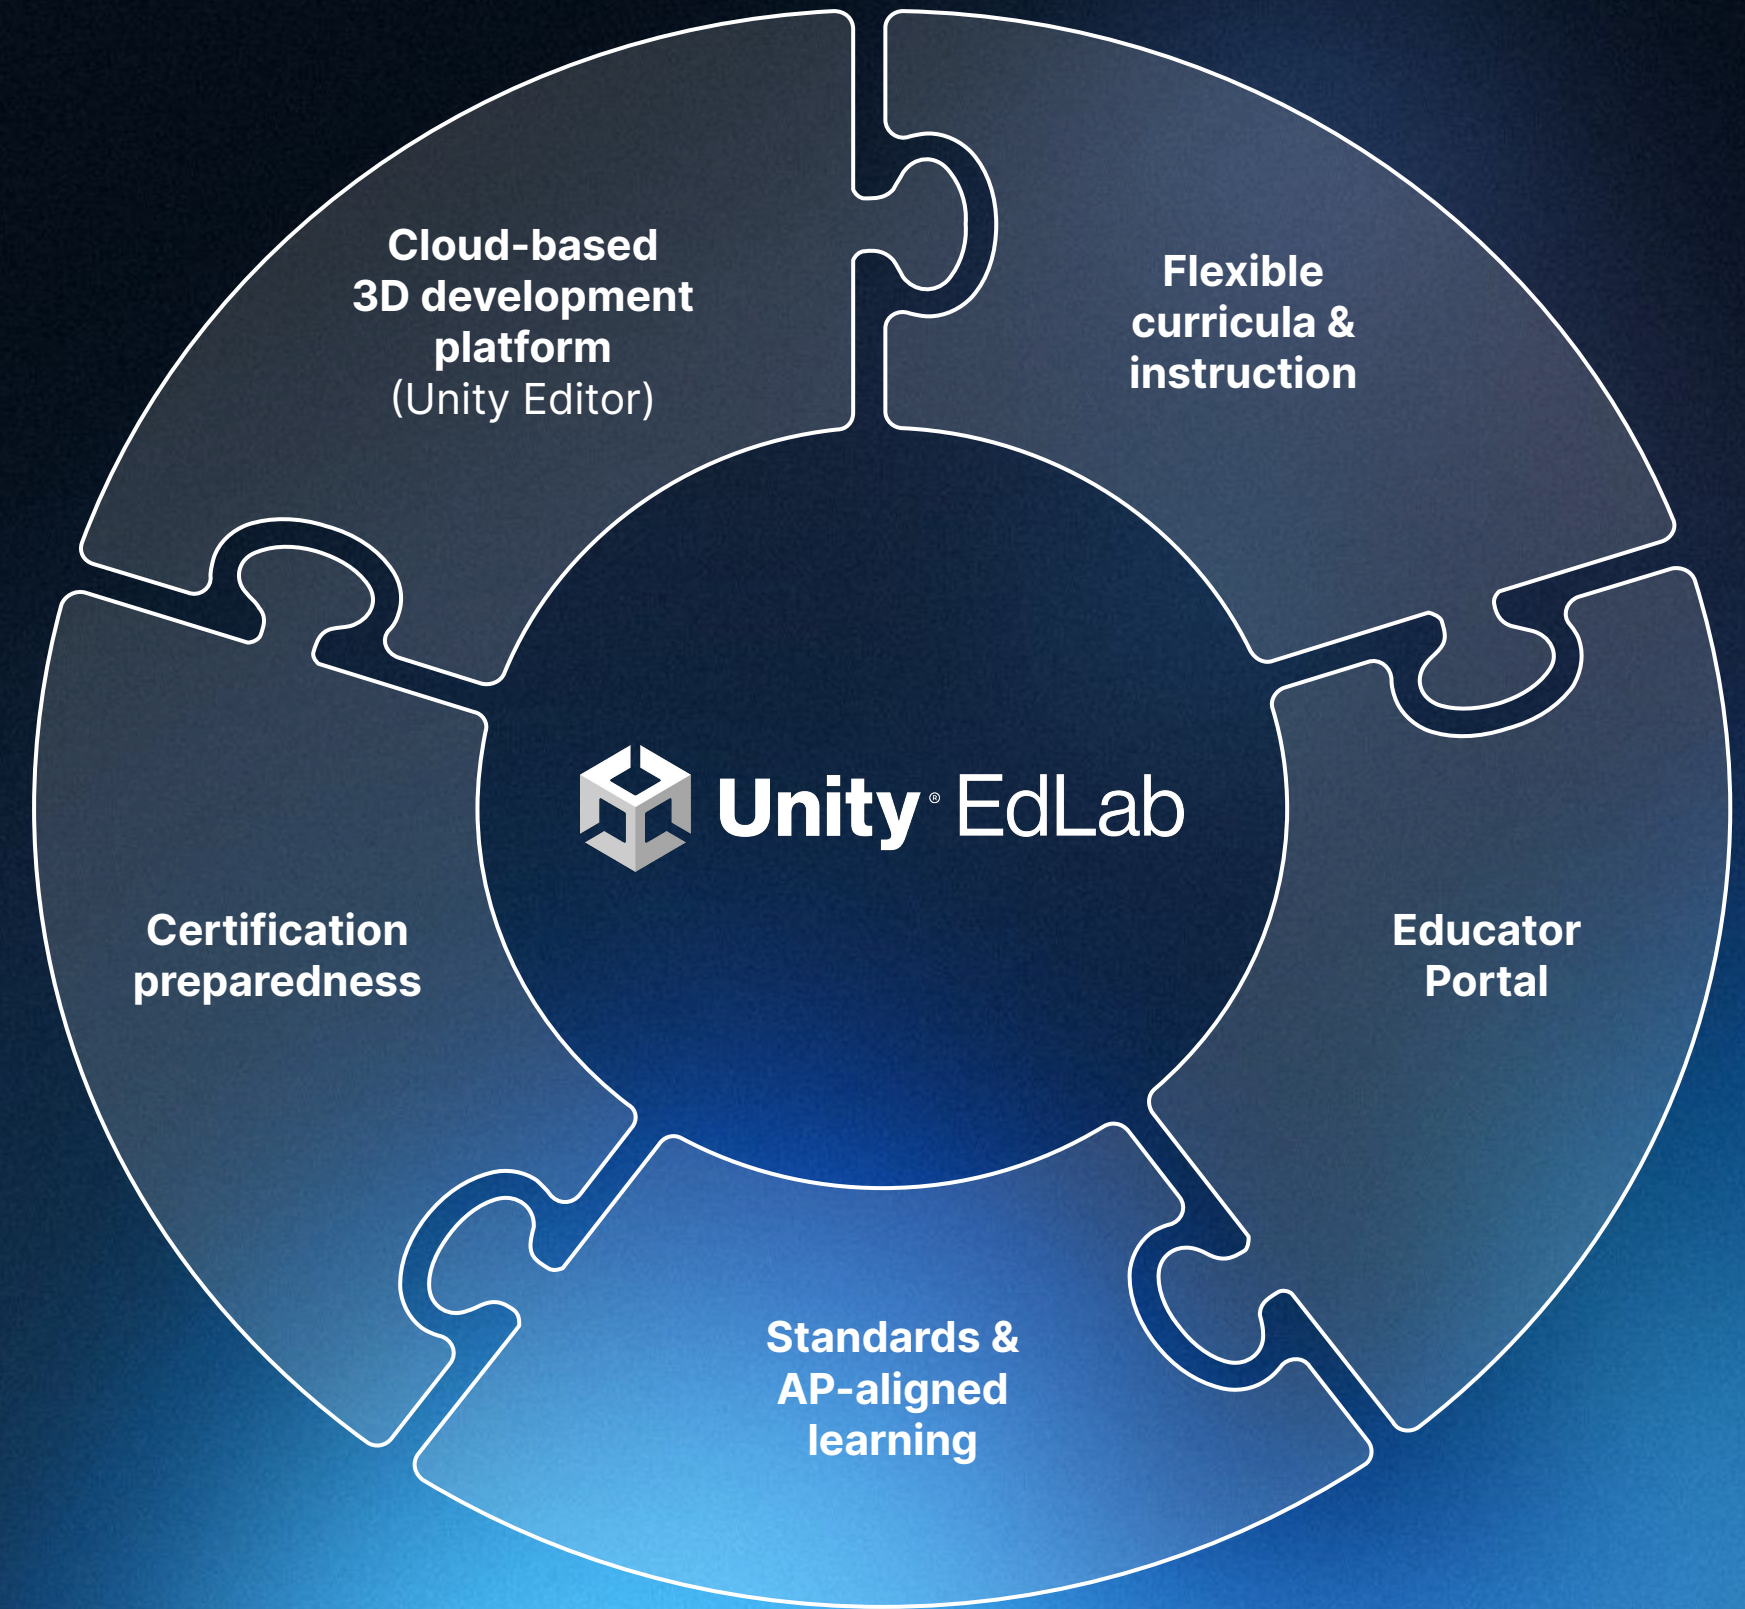 Cloud-based
3D development
platform
(Unity Editor)
Flexible
curricula &
instruction
Unity® EdLab
Certification
preparedness
Educator
Portal
Standards &
AP-aligned
learning